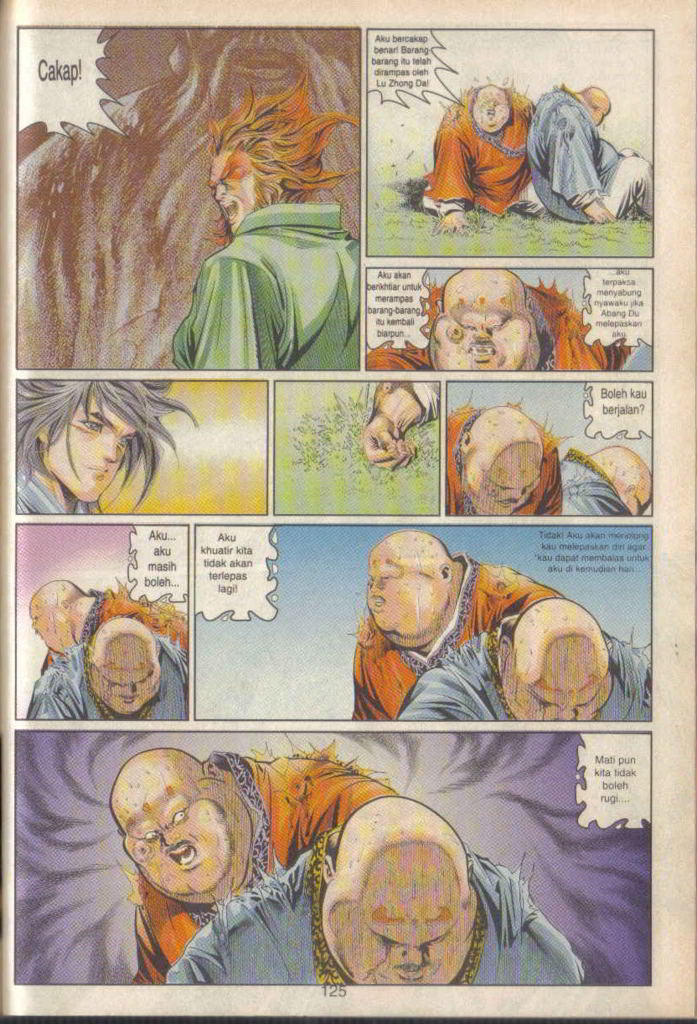 Cakap!
Aku bercakap
benar! Barang-
barang itu telah
dirampas oleh
Lu Zhong Da!
Aku akan
berikhtiar untuk
merampas
barang-barang
itu kembali
biarpun...
...aku
terpaksa
menyabung
nyawaku jika
Abang Du
melepaskan
aku.
Boleh kau
berjalan?
Aku...
aku
masih
boleh...
Aku
khuatir kita
tidak akan
terlepas
lagi!
Tidak! Aku akan menolong
kau melepaskan diri agar
kau dapat membalas untuk
aku di kemudian hari...
Mati pun
kita tidak
boleh
rugi....
125